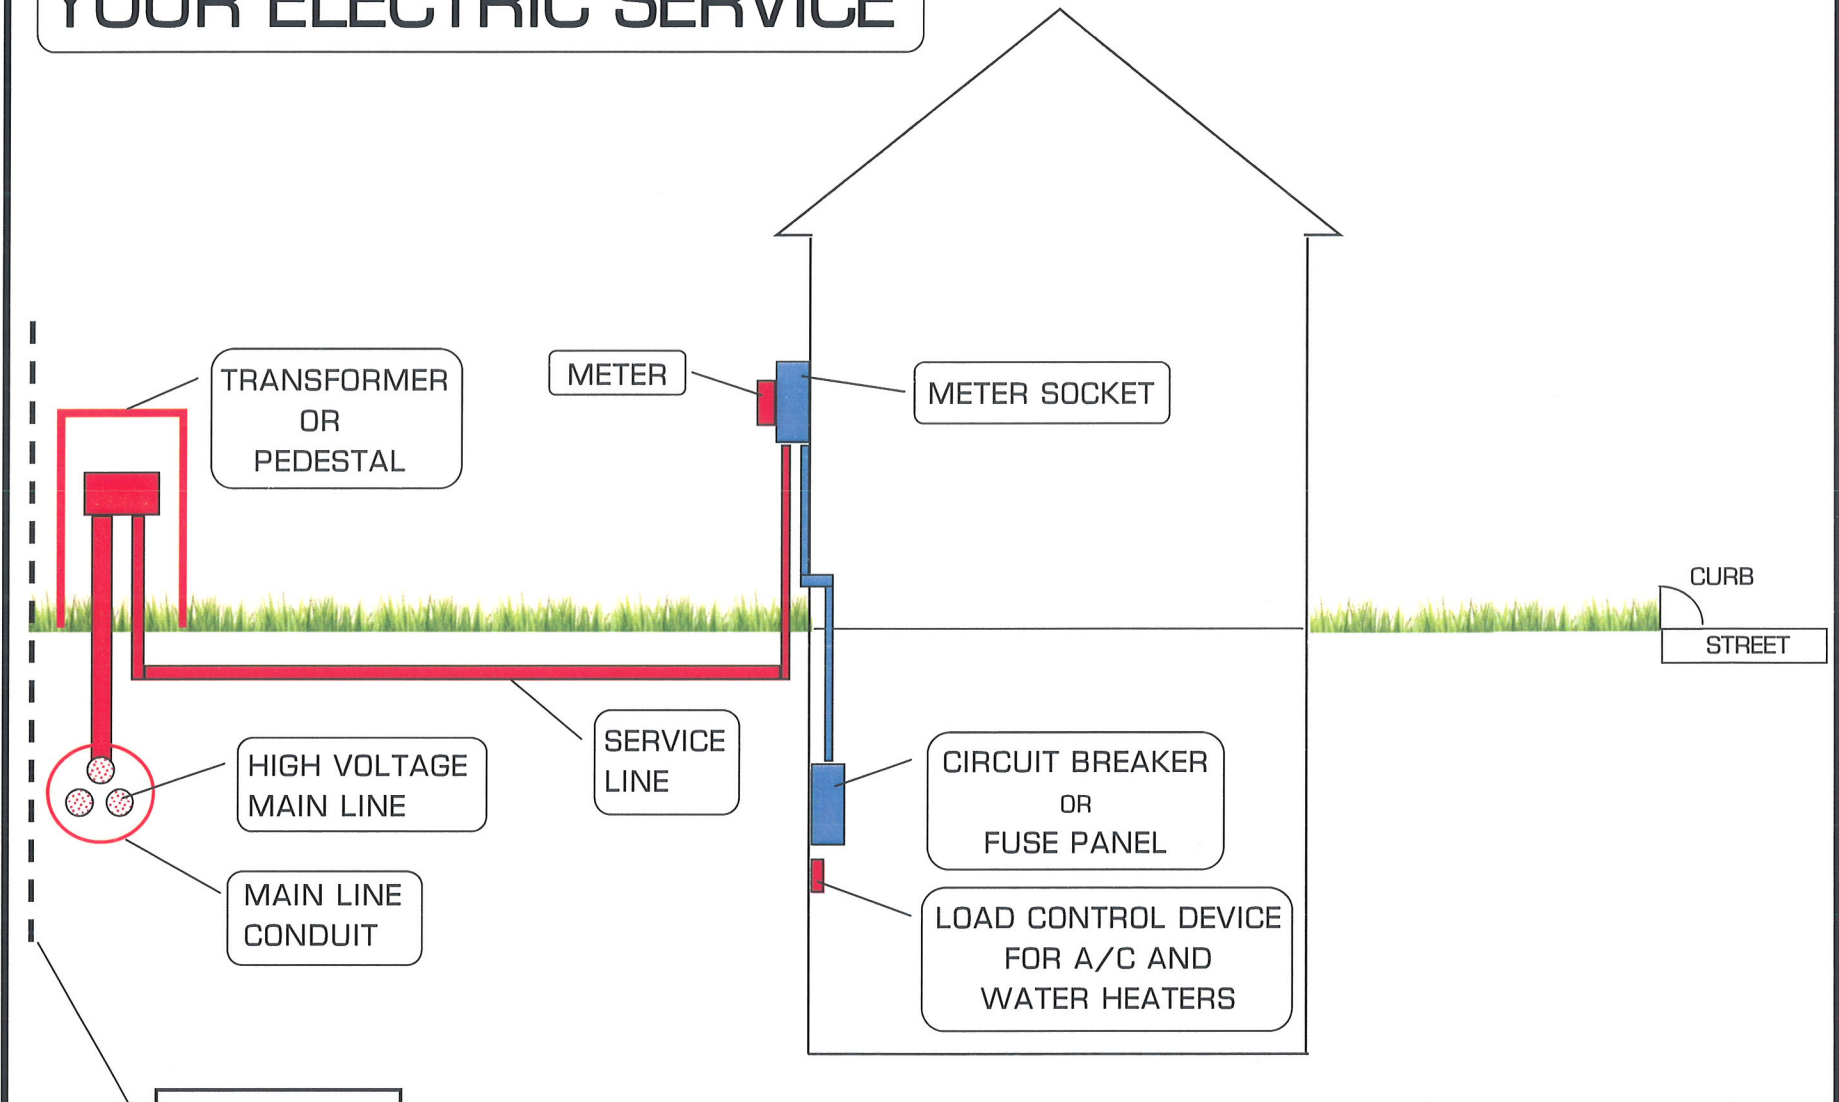 YOUR ELECTRIC SERVICE
TRANSFORMER
OR
PEDESTAL
METER
METER SOCKET
CURB
STREET
SERVICE
LINE
HIGH VOLTAGE
MAIN LINE
CIRCUIT BREAKER
OR
FUSE PANEL
MAIN LINE
CONDUIT
LOAD CONTROL DEVICE
FOR A/C AND
WATER HEATERS